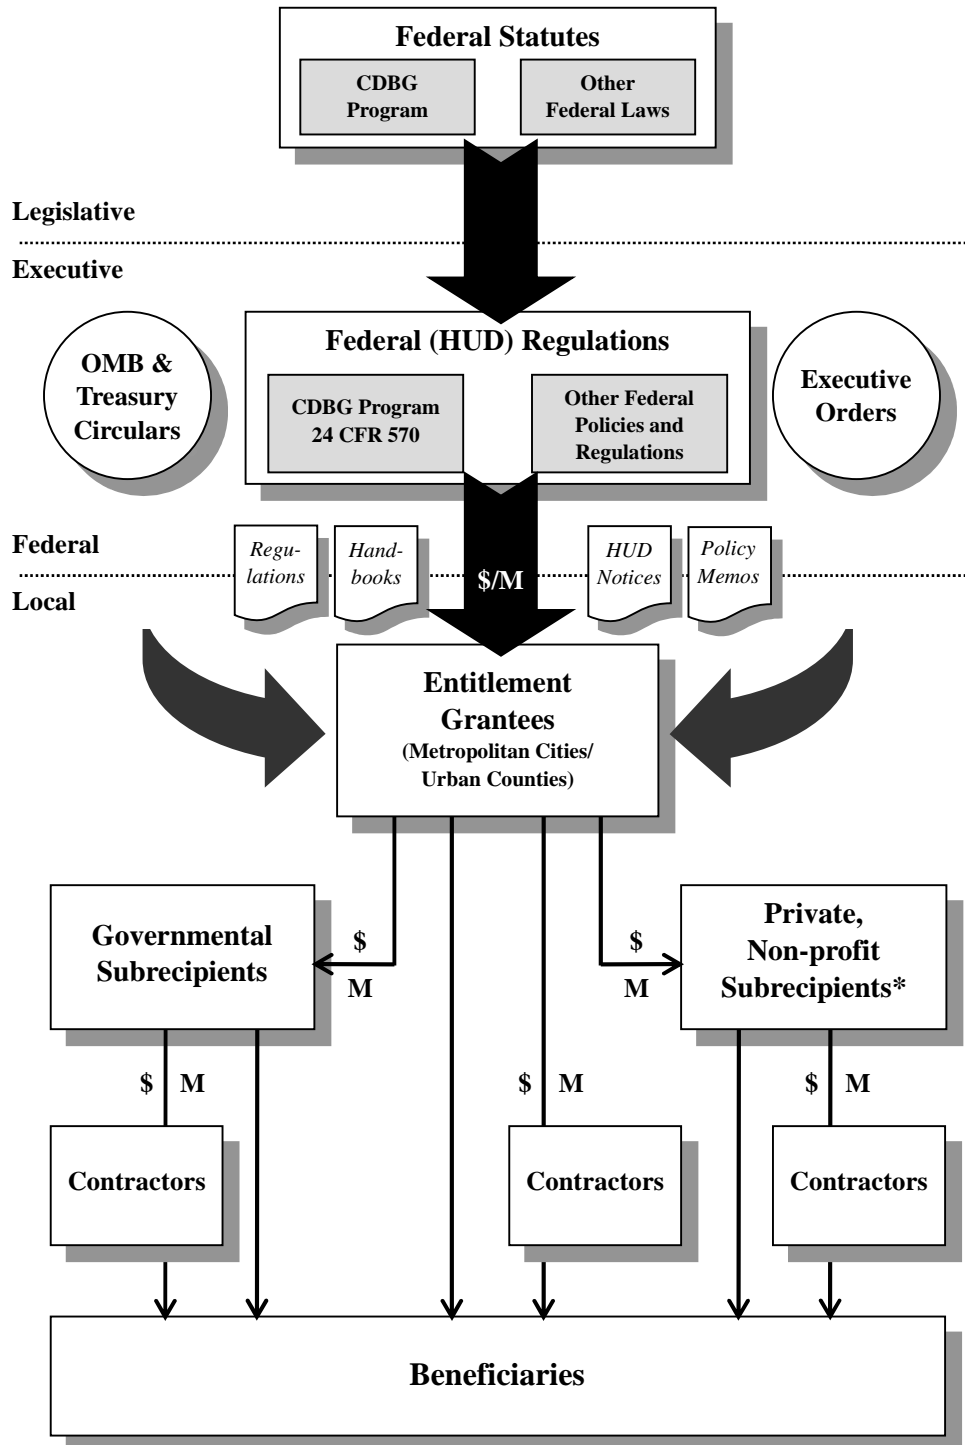 Federal Statutes
CDBG
Program
Other
Federal Laws
Legislative
Executive
OMB &
Treasury
Circulars
Federal (HUD) Regulations
CDBG Program
24 CFR 570
Other Federal
Policies and
Regulations
Executive
Orders
Federal
Local
Regu-
lations
Hand-
books
$/M
HUD
Notices
Policy
Memos
Entitlement
Grantees
(Metropolitan Cities/
Urban Counties)
Governmental
Subrecipients
$
M
$
M
Private,
Non-profit
Subrecipients*
$ M
$ M
$ M
Contractors
Contractors
Contractors
Beneficiaries